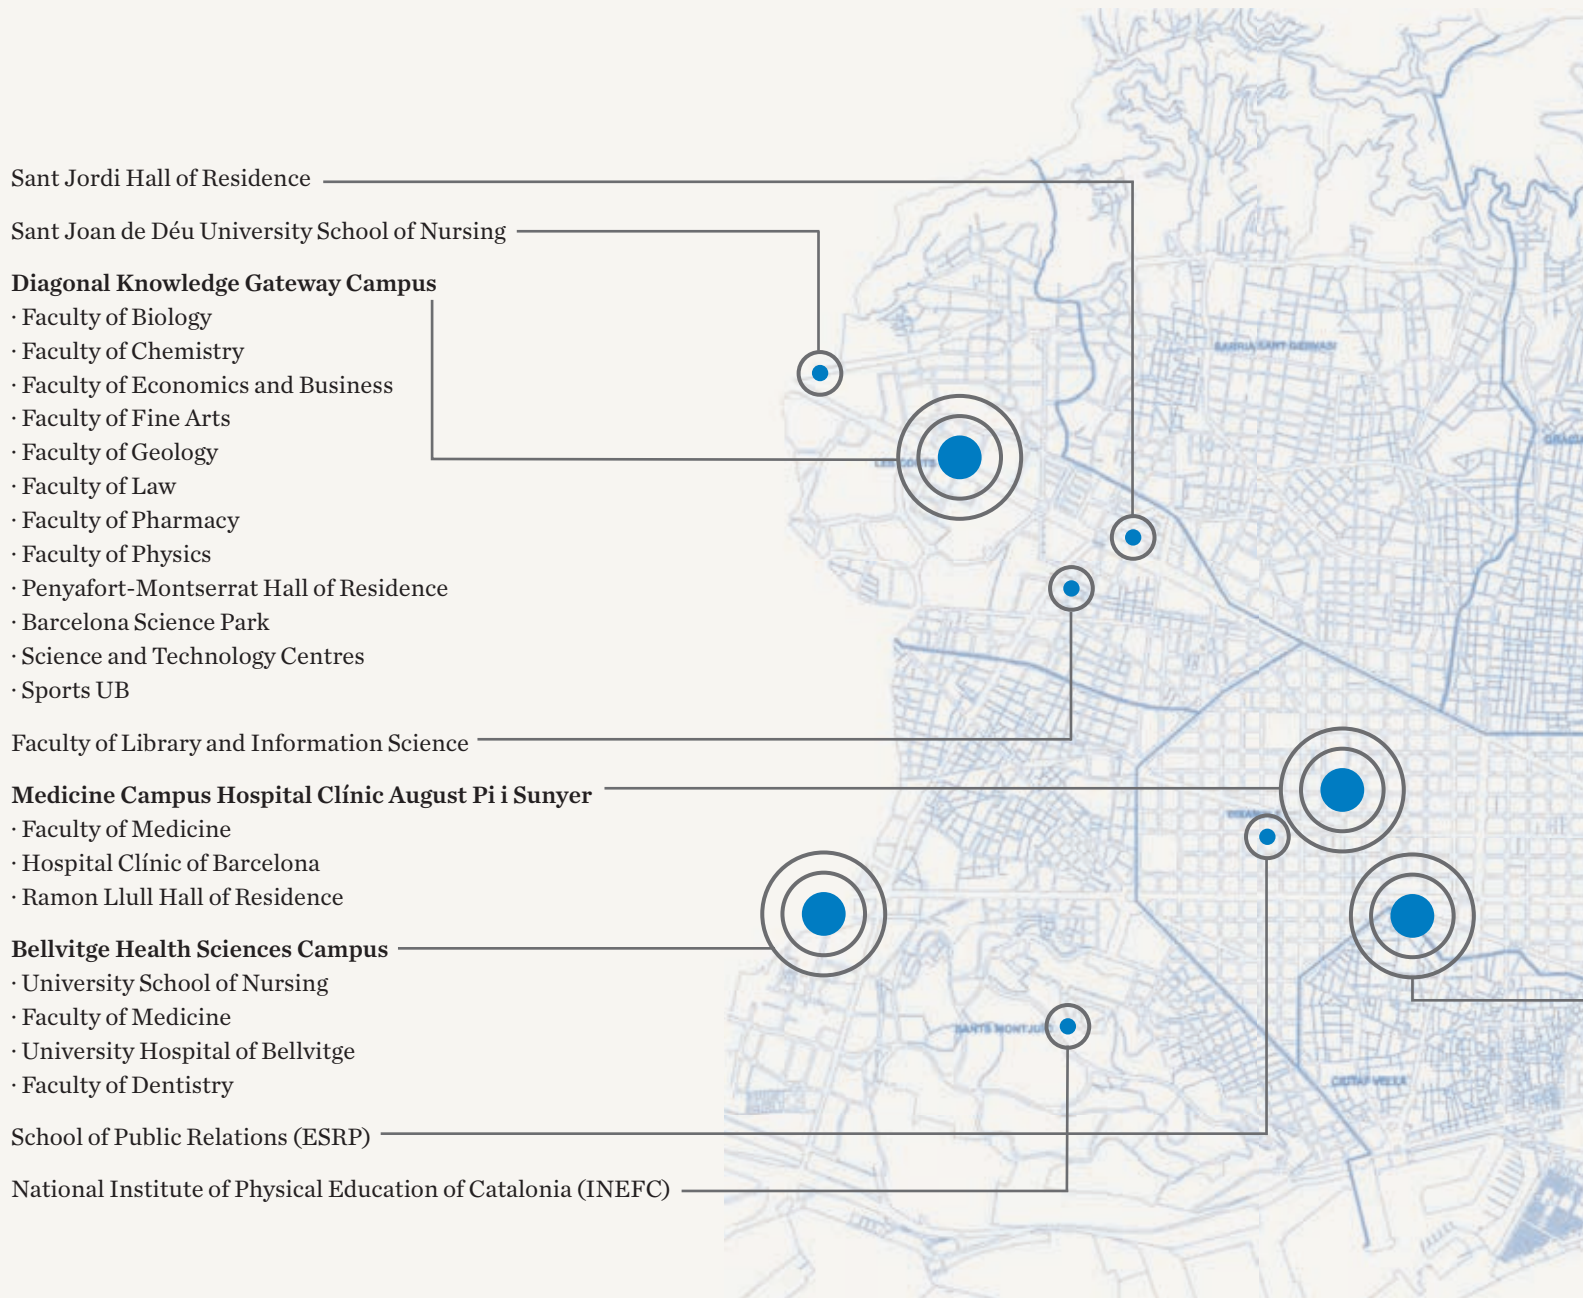 Sant Jordi Hall of Residence
Sant Joan de Déu University School of Nursing
Diagonal Knowledge Gateway Campus
· Faculty of Biology
· Faculty of Chemistry
· Faculty of Economics and Business
· Faculty of Fine Arts
· Faculty of Geology
· Faculty of Law
· Faculty of Pharmacy
· Faculty of Physics
· Penyafort-Montserrat Hall of Residence
· Barcelona Science Park
· Science and Technology Centres
· Sports UB
Faculty of Library and Information Science
Medicine Campus Hospital Clínic August Pi i Sunyer
· Faculty of Medicine
· Hospital Clínic of Barcelona
· Ramon Llull Hall of Residence
Bellvitge Health Sciences Campus
· University School of Nursing
· Faculty of Medicine
· University Hospital of Bellvitge
· Faculty of Dentistry
School of Public Relations (ESRP)
National Institute of Physical Education of Catalonia (INEFC)
SARRIA SANT GERVASI
LES CORTS
SANTS MONTJUIC
CIUTAT VELLA